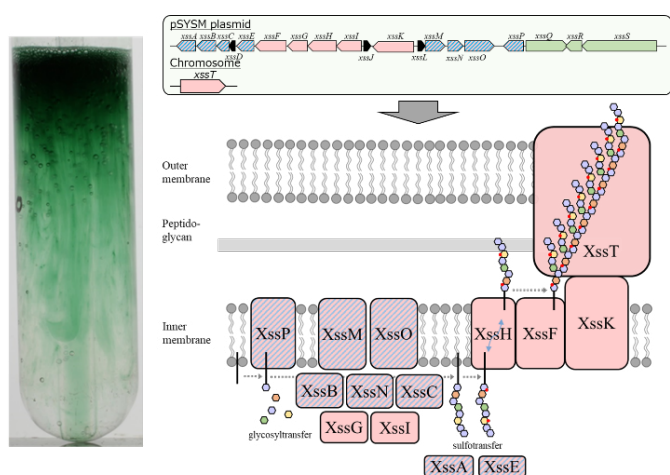 pSYSM plasmid
xssA xssB xssC xssE xssF xssG xssH xssI xssK xssM xssP xssQ xssR xssS
xssD xssJ xssL xssN xssO
Chromosome
xssT
Outer
membrane
Peptido-
glycan
XssT
Inner
membrane
XssP
XssM
XssO
XssH
XssF
XssK
XssB
XssN
XssC
glycosyltransfer
XssG
XssI
sulfotransfer
XssA
XssE